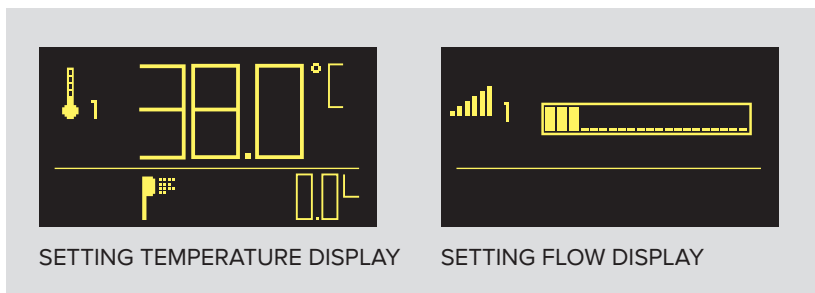 1 38.0°C
0.0L
1
SETTING TEMPERATURE DISPLAY
SETTING FLOW DISPLAY